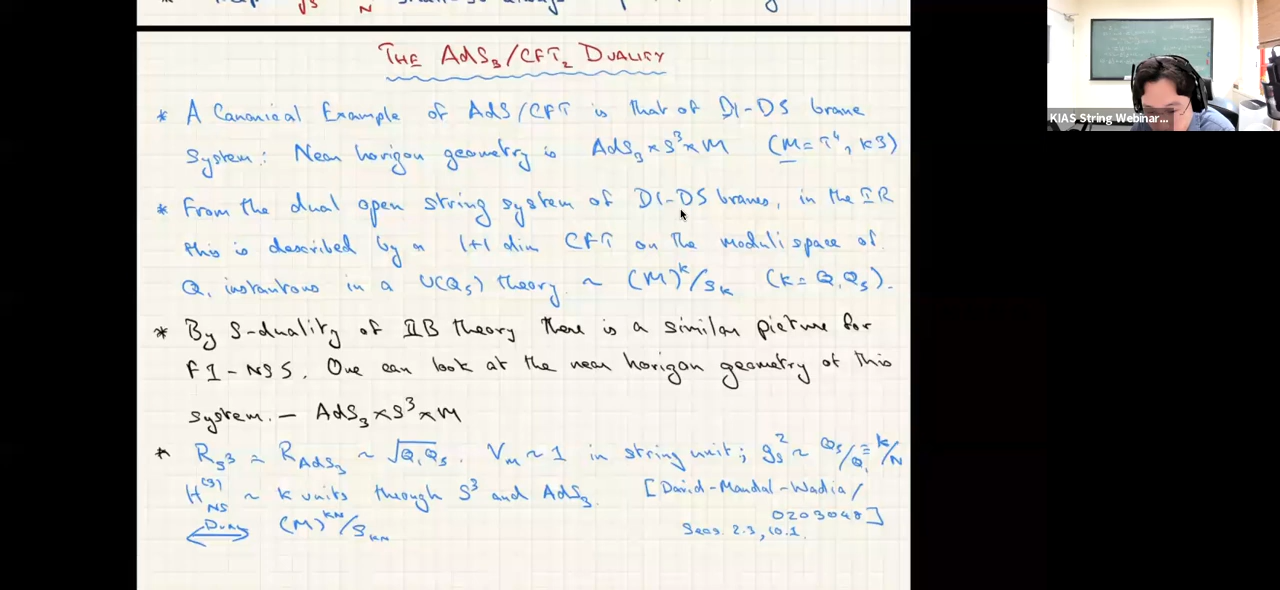 THE AdS₃/CFT₂ DUALITY
* A Canonical Example of AdS/CFT is that of D1-D5 brane
system: Near horizon geometry is AdS₃ x S³ x M (M = T⁴, K3)
* From the dual open string system of D1-D5 branes, in the IR
this is described by a 1+1 dim CFT on the moduli space of
Q₁ instantons in a U(Q₅) theory ~ (M)ᵏ/Sₖ (k = Q₁Q₅).
* By S-duality of IIB theory there is a similar picture for
F1-NS5. One can look at the near horizon geometry of this
system. — AdS₃ x S³ x M
* R_S³ = R_AdS₃ ~ √Q₁Q₅. V_M ~ 1 in string unit; gₛ² ~ Q₅/Q₁ = k/N
H_NS⁽³⁾ ~ k units through S³ and AdS₃. [David-Mandal-Wadia/
0203048]
Dual (M)^kN/S_kN Secs. 2.3, 10.1.
KIAS String Webinar...